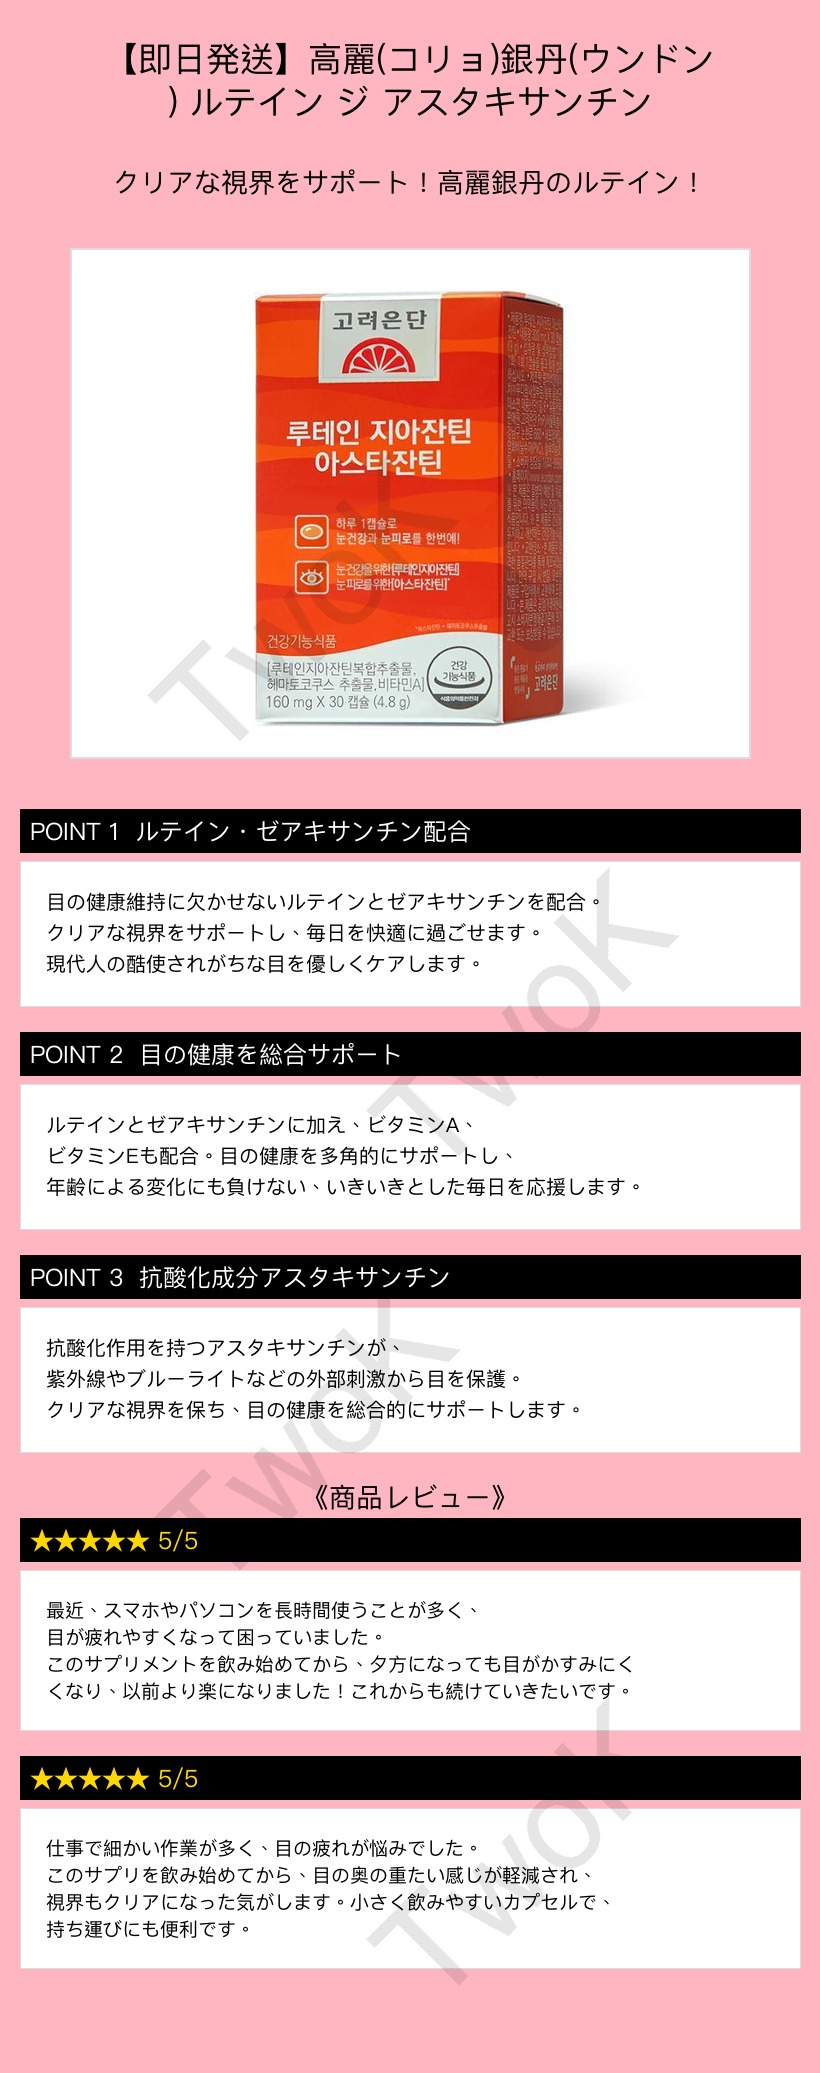 【即日発送】高麗(コリョ)銀丹(ウンドン
) ルテイン ジ アスタキサンチン
クリアな視界をサポート！高麗銀丹のルテイン！
고려은단
루테인 지아잔틴
아스타잔틴
하루 1캡슐로
눈건강과 눈피로를 한번에!
눈건강을위한[루테인지아잔틴]
눈피로를위한[아스타잔틴]*
*아스타잔틴 = 헤마토코쿠스추출물
건강기능식품
[루테인지아잔틴복합추출물,
헤마토코쿠스 추출물,비타민A]
160 mg X 30 캡슐 (4.8 g)
건강
기능식품
식품의약품안전처
고려은단
TwoK
POINT 1 ルテイン・ゼアキサンチン配合
目の健康維持に欠かせないルテインとゼアキサンチンを配合。
クリアな視界をサポートし、毎日を快適に過ごせます。
現代人の酷使されがちな目を優しくケアします。
TwoK
POINT 2 目の健康を総合サポート
ルテインとゼアキサンチンに加え、ビタミンA、
ビタミンEも配合。目の健康を多角的にサポートし、
年齢による変化にも負けない、いきいきとした毎日を応援します。
POINT 3 抗酸化成分アスタキサンチン
抗酸化作用を持つアスタキサンチンが、
紫外線やブルーライトなどの外部刺激から目を保護。
クリアな視界を保ち、目の健康を総合的にサポートします。
TwoK
《商品レビュー》
★★★★★ 5/5
最近、スマホやパソコンを長時間使うことが多く、
目が疲れやすくなって困っていました。
このサプリメントを飲み始めてから、夕方になっても目がかすみにく
くなり、以前より楽になりました！これからも続けていきたいです。
★★★★★ 5/5
仕事で細かい作業が多く、目の疲れが悩みでした。
このサプリを飲み始めてから、目の奥の重たい感じが軽減され、
視界もクリアになった気がします。小さく飲みやすいカプセルで、
持ち運びにも便利です。
TwoK